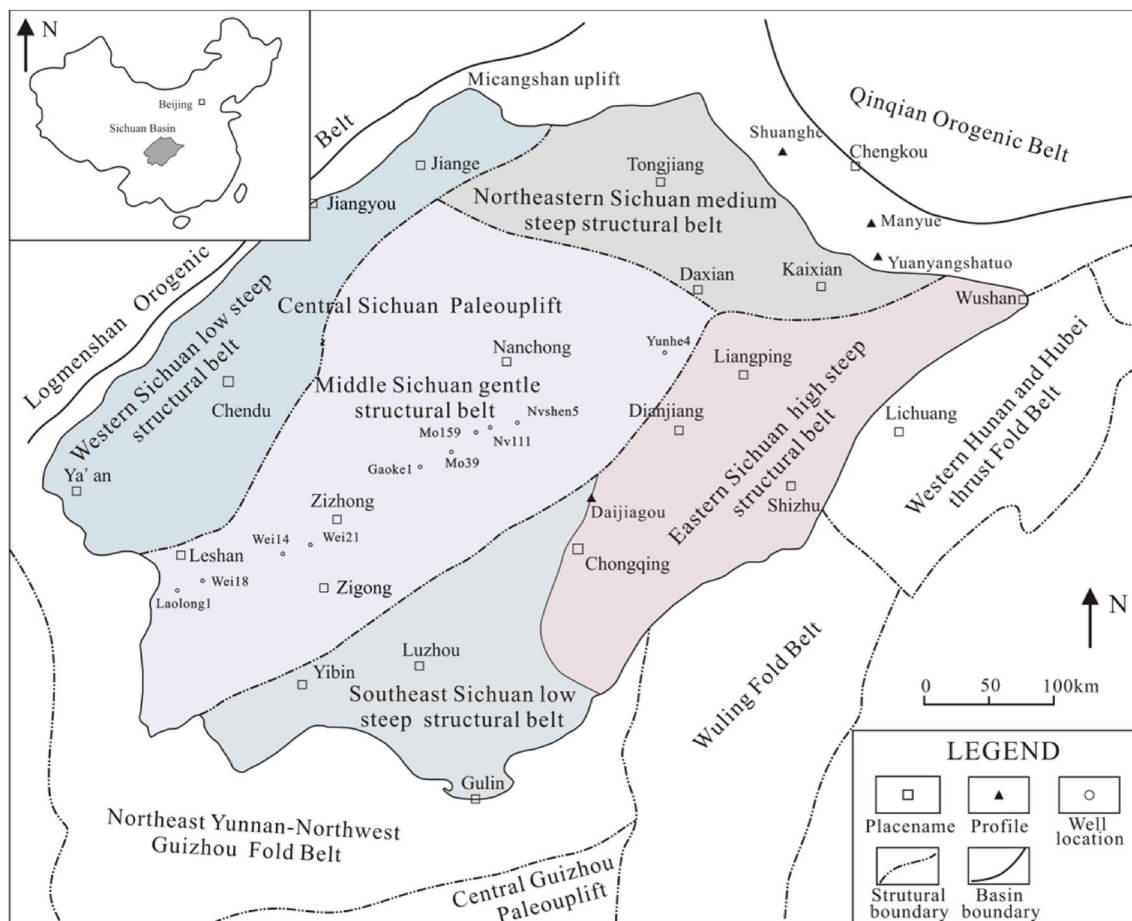 N
Beijing
Sichuan Basin
Micangshan uplift
Qinqian Orogenic Belt
Shuanghe
Chengkou
Logmenshan Orogenic Belt
Jiange
Jiangyou
Tongjiang
Northeastern Sichuan medium
steep structural belt
Manyue
Yuanyangshatuo
Daxian
Kaixian
Wushan
Western Sichuan low steep
structural belt
Central Sichuan Paleouplift
Nanchong
Yunhe4
Liangping
Middle Sichuan gentle
structural belt
Chendu
Nvshen5
Mo159
Nv111
Mo39
Gaoke1
Dianjiang
Eastern Sichuan high steep
structural belt
Lichuang
Western Hunan and Hubei
thrust Fold Belt
Ya' an
Zizhong
Daijiagou
Shizhu
Wei14
Wei21
Leshan
Chongqing
Wei18
Laolong1
Zigong
N
Luzhou
Yibin
Southeast Sichuan low
steep structural belt
Wuling Fold Belt
0 50 100km
Gulin
Northeast Yunnan-Northwest
Guizhou Fold Belt
Central Guizhou
Paleouplift
LEGEND
Placename
Profile
Well
location
Strutural
boundary
Basin
boundary